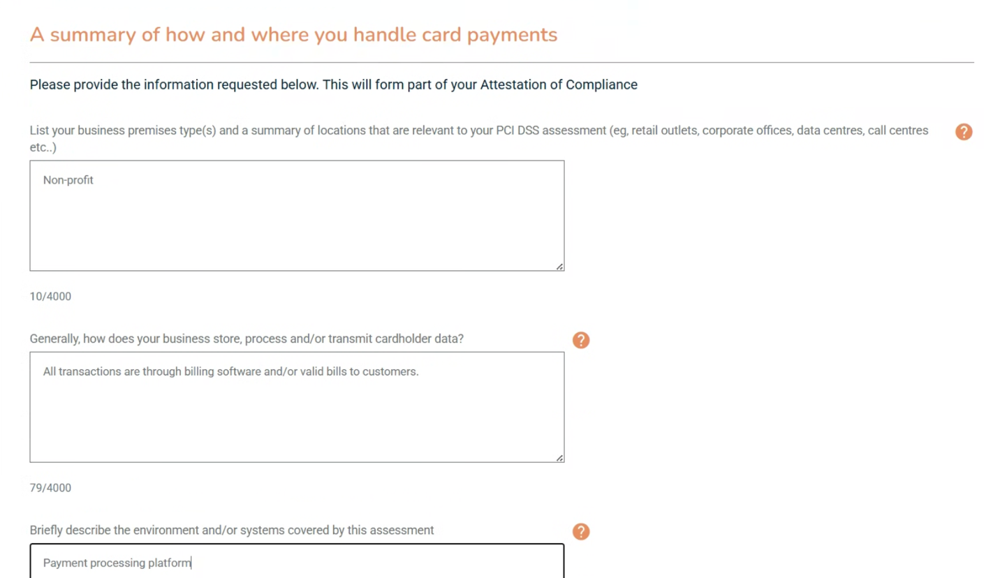 A summary of how and where you handle card payments
Please provide the information requested below. This will form part of your Attestation of Compliance
List your business premises type(s) and a summary of locations that are relevant to your PCI DSS assessment (eg, retail outlets, corporate offices, data centres, call centres
etc..)
?
Non-profit
10/4000
Generally, how does your business store, process and/or transmit cardholder data?
?
All transactions are through billing software and/or valid bills to customers.
79/4000
Briefly describe the environment and/or systems covered by this assessment
?
Payment processing platform